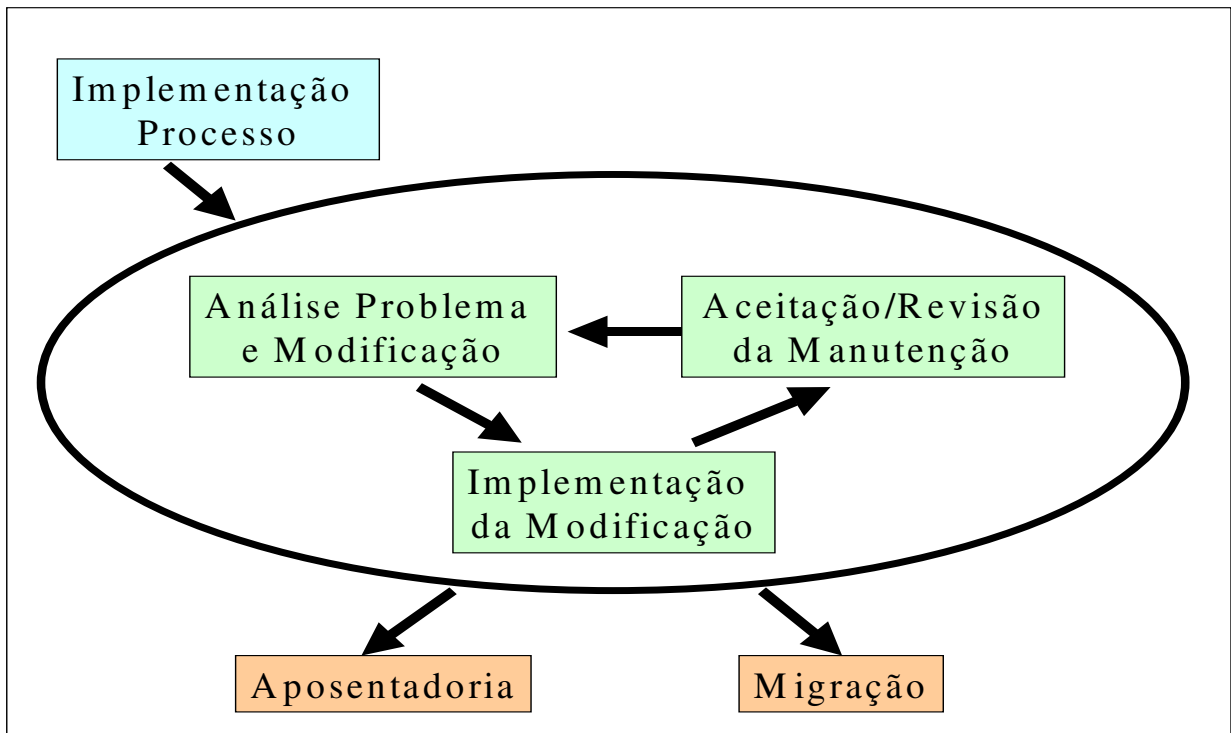 Implementação
Processo
Análise Problema
e Modificação
Aceitação/Revisão
da Manutenção
Implementação
da Modificação
Aposentadoria
Migração